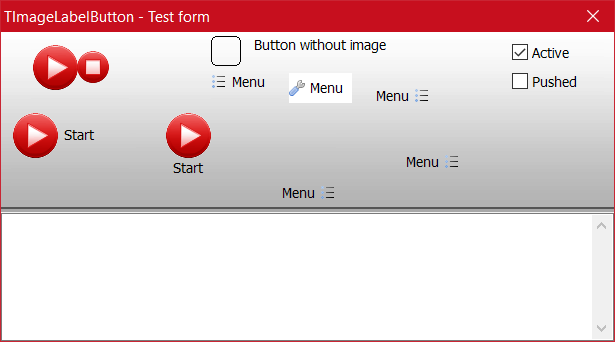 TImageLabelButton - Test form
Button without image
Active
Menu
Menu
Menu
Pushed
Start
Start
Menu
Menu